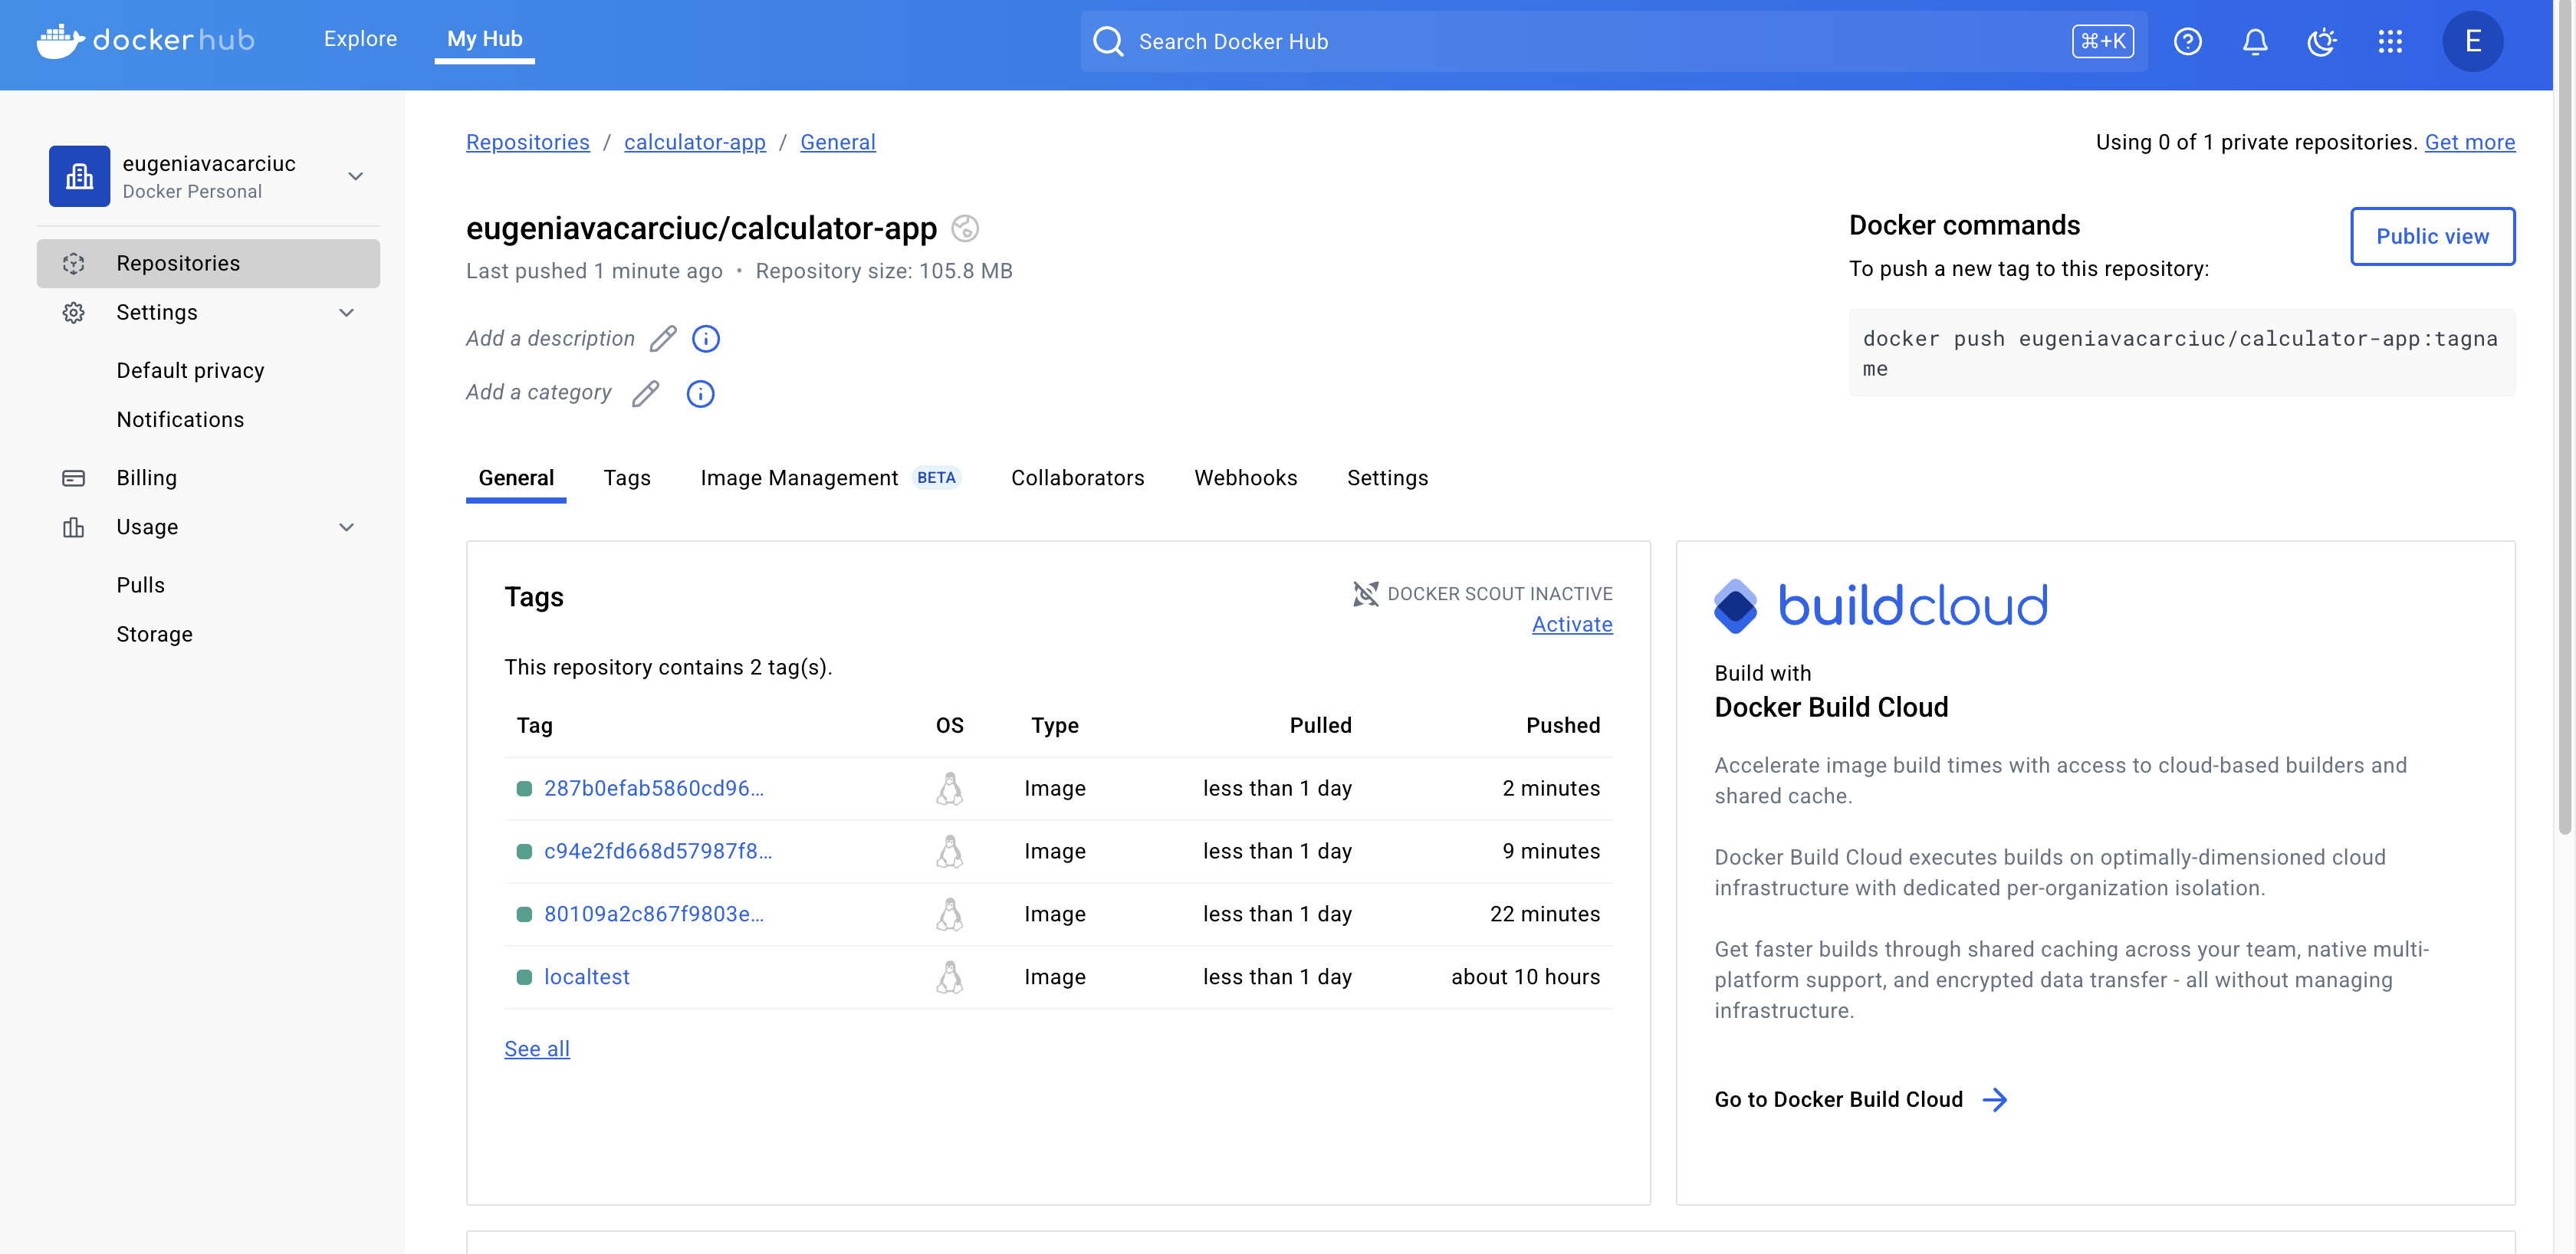 dockerhub
Explore
My Hub
Search Docker Hub
⌘+K
E
eugeniavacarciuc
Docker Personal
Repositories
Settings
Default privacy
Notifications
Billing
Usage
Pulls
Storage
Repositories / calculator-app / General
Using 0 of 1 private repositories. Get more
eugeniavacarciuc/calculator-app
Last pushed 1 minute ago • Repository size: 105.8 MB
Add a description
Add a category
Docker commands
Public view
To push a new tag to this repository:
docker push eugeniavacarciuc/calculator-app:tagna
me
General
Tags
Image Management BETA
Collaborators
Webhooks
Settings
Tags
DOCKER SCOUT INACTIVE
Activate
This repository contains 2 tag(s).
Tag OS Type Pulled Pushed
287b0efab5860cd96... Image less than 1 day 2 minutes
c94e2fd668d57987f8... Image less than 1 day 9 minutes
80109a2c867f9803e... Image less than 1 day 22 minutes
localtest Image less than 1 day about 10 hours
See all
buildcloud
Build with
Docker Build Cloud
Accelerate image build times with access to cloud-based builders and
shared cache.
Docker Build Cloud executes builds on optimally-dimensioned cloud
infrastructure with dedicated per-organization isolation.
Get faster builds through shared caching across your team, native multi-
platform support, and encrypted data transfer - all without managing
infrastructure.
Go to Docker Build Cloud